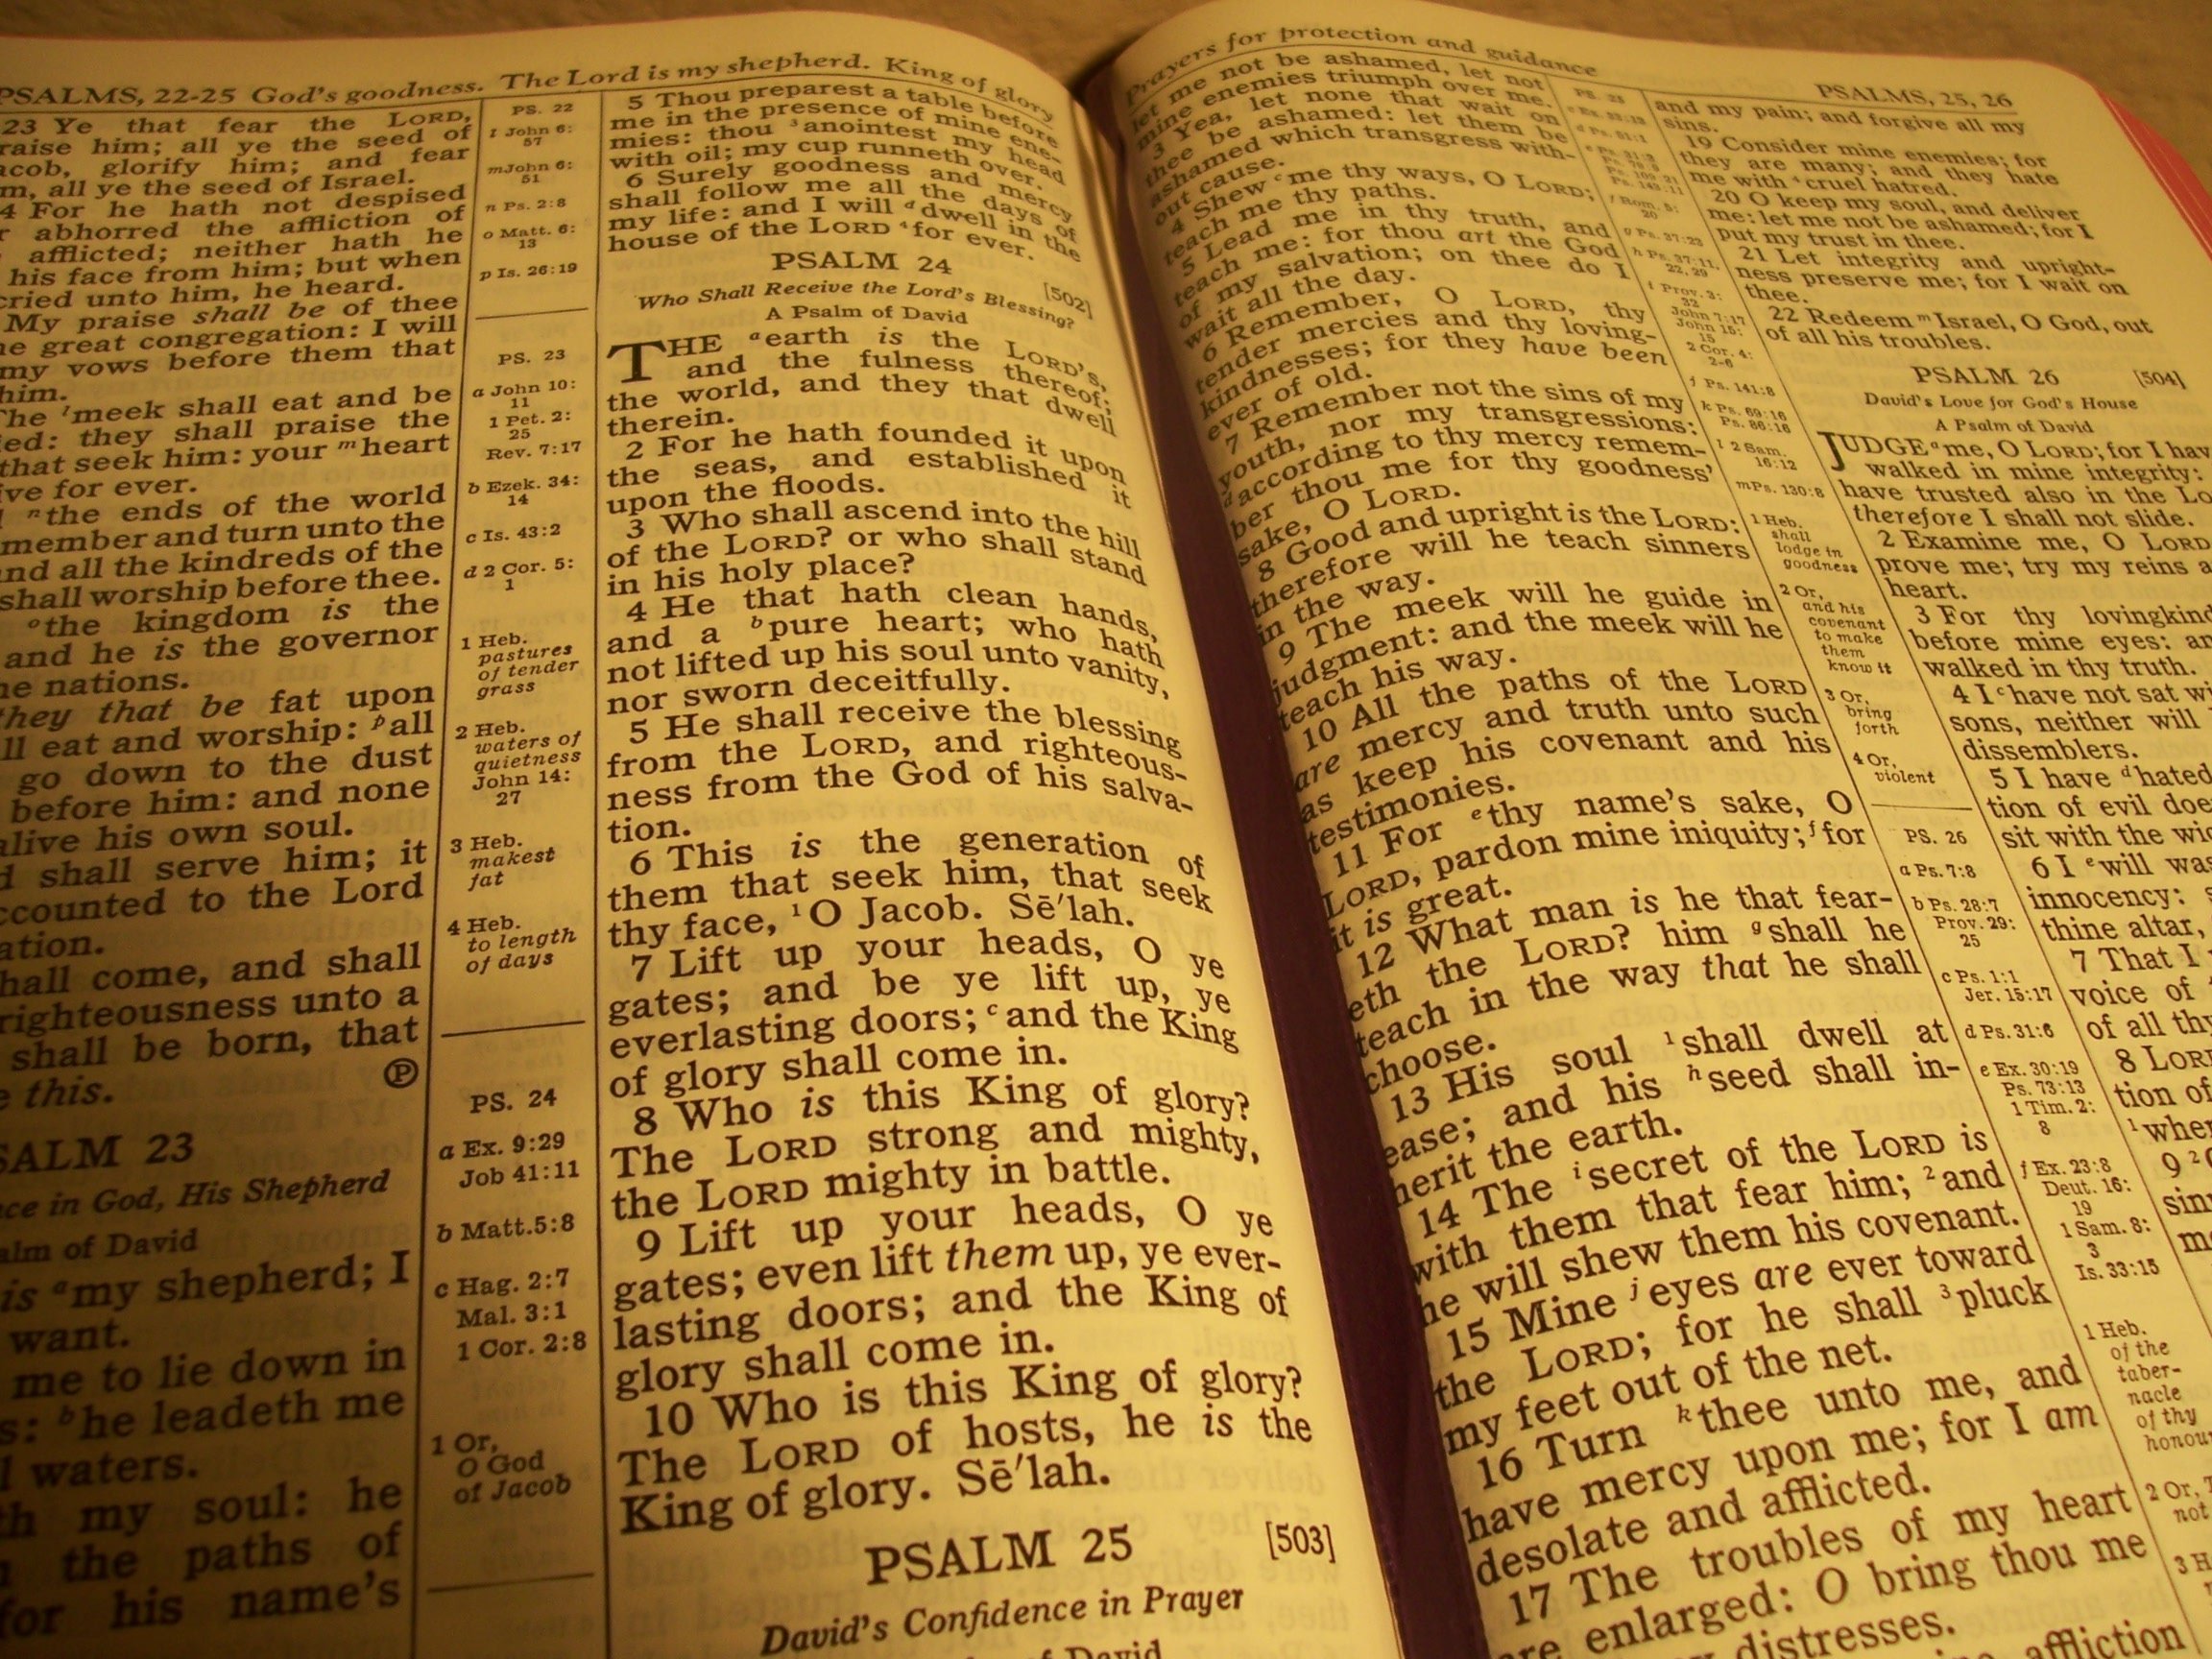 PSALMS, 22-25 God's goodness. The Lord is my shepherd. King of glory
23 Ye that fear the LORD,
raise him; all ye the seed of
acob, glorify him; and fear
m, all ye the seed of Israel.
4 For he hath not despised
r abhorred the affliction of
afflicted; neither hath he
his face from him; but when
cried unto him, he heard.
My praise shall be of thee
he great congregation: I will
my vows before them that
him.
The ˡmeek shall eat and be
ied: they shall praise the
that seek him: your ᵐheart
ive for ever.
ⁿthe ends of the world
member and turn unto the
and all the kindreds of the
shall worship before thee.
ᵒthe kingdom is the
and he is the governor
he nations.
they that be fat upon
ll eat and worship: ᵖall
go down to the dust
before him: and none
alive his own soul.
d shall serve him; it
ccounted to the Lord
ation.
hall come, and shall
righteousness unto a
shall be born, that
e this. Ⓟ
SALM 23
ce in God, His Shepherd
alm of David
is ᵃmy shepherd; I
want.
me to lie down in
s: ᵇhe leadeth me
l waters.
th my soul: he
n the paths of
for his name's
PS. 22
l John 6:
57
m John 6:
51
n Ps. 2:8
o Matt. 6:
13
p Is. 26:19
PS. 23
a John 10:
11
1 Pet. 2:
25
Rev. 7:17
b Ezek. 34:
14
c Is. 43:2
d 2 Cor. 5:
1
1 Heb.
pastures
of tender
grass
2 Heb.
waters of
quietness
John 14:
27
3 Heb.
makest
fat
4 Heb.
to length
of days
PS. 24
a Ex. 9:29
Job 41:11
b Matt.5:8
c Hag. 2:7
Mal. 3:1
1 Cor. 2:8
1 Or,
O God
of Jacob
5 Thou preparest a table before
me in the presence of mine ene-
mies: thou ³anointest my head
with oil; my cup runneth over.
6 Surely goodness and mercy
shall follow me all the days of
my life: and I will ᵈdwell in the
house of the LORD ⁴for ever.
PSALM 24 [502]
Who Shall Receive the Lord's Blessing?
A Psalm of David
THE ᵃearth is the LORD'S,
and the fulness thereof;
the world, and they that dwell
therein.
2 For he hath founded it upon
the seas, and established it
upon the floods.
3 Who shall ascend into the hill
of the LORD? or who shall stand
in his holy place?
4 He that hath clean hands,
and a ᵇpure heart; who hath
not lifted up his soul unto vanity,
nor sworn deceitfully.
5 He shall receive the blessing
from the LORD, and righteous-
ness from the God of his salva-
tion.
6 This is the generation of
them that seek him, that seek
thy face, ¹O Jacob. Sē′lah.
7 Lift up your heads, O ye
gates; and be ye lift up, ye
everlasting doors; ᶜand the King
of glory shall come in.
8 Who is this King of glory?
The LORD strong and mighty,
the LORD mighty in battle.
9 Lift up your heads, O ye
gates; even lift them up, ye ever-
lasting doors; and the King of
glory shall come in.
10 Who is this King of glory?
The LORD of hosts, he is the
King of glory. Sē′lah.
PSALM 25 [503]
David's Confidence in Prayer
of David
Prayers for protection and guidance PSALMS, 25, 26
let me not be ashamed, let not
mine enemies triumph over me.
3 Yea, let none that wait on
thee be ashamed: let them be
ashamed which transgress with-
out cause.
4 Shew ᶜme thy ways, O LORD;
teach me thy paths.
5 Lead me in thy truth, and
teach me: for thou art the God
of my salvation; on thee do I
wait all the day.
6 Remember, O LORD, thy
tender mercies and thy loving-
kindnesses; for they have been
ever of old.
7 Remember not the sins of my
youth, nor my transgressions:
ᵈaccording to thy mercy remem-
ber thou me for thy goodness'
sake, O LORD.
8 Good and upright is the LORD:
therefore will he teach sinners
in the way.
9 The meek will he guide in
judgment: and the meek will he
teach his way.
10 All the paths of the LORD
are mercy and truth unto such
as keep his covenant and his
testimonies.
11 For ᵉthy name's sake, O
LORD, pardon mine iniquity; ᶠfor
it is great.
12 What man is he that fear-
eth the LORD? him ᵍshall he
teach in the way that he shall
choose.
13 His soul ¹shall dwell at
ease; and his ʰseed shall in-
herit the earth.
14 The ⁱsecret of the LORD is
with them that fear him; ²and
he will shew them his covenant.
15 Mine ʲeyes are ever toward
the LORD; for he shall ³pluck
my feet out of the net.
16 Turn ᵏthee unto me, and
have mercy upon me; for I am
desolate and afflicted.
17 The troubles of my heart
are enlarged: O bring thou me
distresses.
affliction
PS. 25
f Rom. 5:
20
g Ps. 37:23
h Ps. 37:11,
22, 29
i Prov. 3:
32
John 7:17
John 15:
15
2 Cor. 4:
2-6
j Ps. 141:8
k Ps. 69:16
Ps. 86:16
l 2 Sam.
16:12
m Ps. 130:8
1 Heb.
shall
lodge in
goodness
2 Or,
and his
covenant
to make
them
know it
3 Or,
bring
forth
4 Or,
violent
PS. 26
a Ps. 7:8
b Ps. 28:7
Prov. 29:
25
c Ps. 1:1
Jer. 15:17
d Ps. 31:6
e Ex. 30:19
Ps. 73:13
1 Tim. 2:
8
f Ex. 23:8
Deut. 16:
19
1 Sam. 8:
3
Is. 33:15
1 Heb.
of the
taber-
nacle
of thy
honour
2 Or,
not
3 H
and my pain; and forgive all my
sins.
19 Consider mine enemies; for
they are many; and they hate
me with ⁴cruel hatred.
20 O keep my soul, and deliver
me: let me not be ashamed; for I
put my trust in thee.
21 Let integrity and upright-
ness preserve me; for I wait on
thee.
22 Redeem ᵐIsrael, O God, out
of all his troubles.
PSALM 26 [504]
David's Love for God's House
A Psalm of David
JUDGE ᵃme, O LORD; for I hav
walked in mine integrity:
have trusted also in the Lo
therefore I shall not slide.
2 Examine me, O LORD
prove me; try my reins a
heart.
3 For thy lovingkind
before mine eyes: an
walked in thy truth.
4 I ᶜhave not sat wi
sons, neither will
dissemblers.
5 I have ᵈhated
tion of evil doe
sit with the wic
6 I ᵉwill was
innocency: s
thine altar,
7 That I
voice of
of all thy
8 LORD
tion of
¹wher
9 ²G
sinn